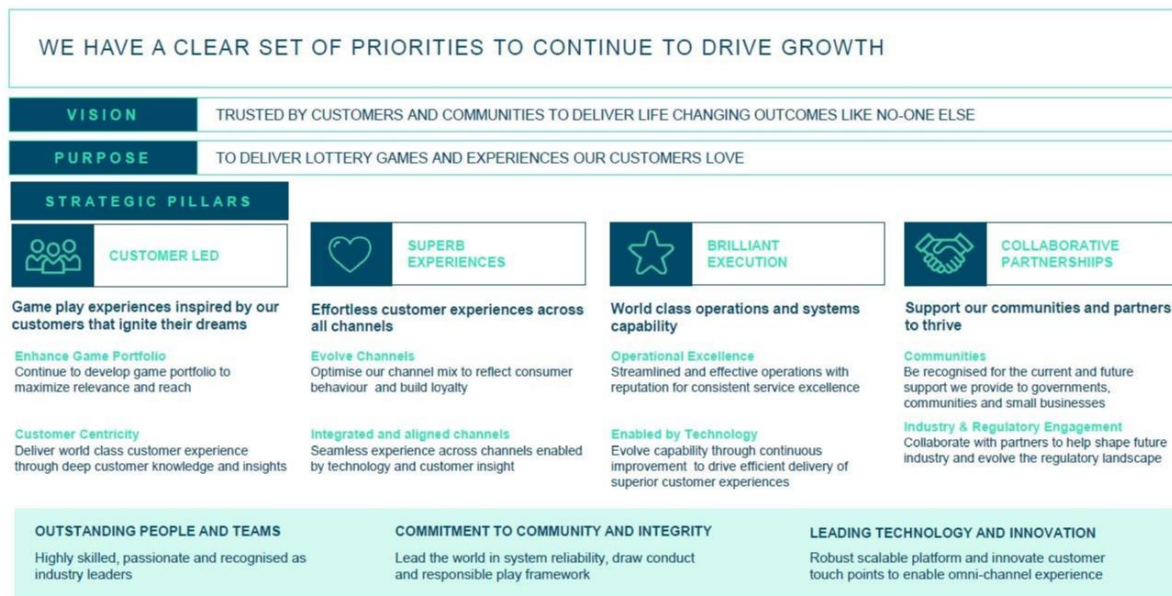 WE HAVE A CLEAR SET OF PRIORITIES TO CONTINUE TO DRIVE GROWTH
VISION
TRUSTED BY CUSTOMERS AND COMMUNITIES TO DELIVER LIFE CHANGING OUTCOMES LIKE NO-ONE ELSE
PURPOSE
TO DELIVER LOTTERY GAMES AND EXPERIENCES OUR CUSTOMERS LOVE
STRATEGIC PILLARS
CUSTOMER LED
Game play experiences inspired by our
customers that ignite their dreams
Enhance Game Portfolio
Continue to develop game portfolio to
maximize relevance and reach
Customer Centricity
Deliver world class customer experience
through deep customer knowledge and insights
SUPERB
EXPERIENCES
Effortless customer experiences across
all channels
Evolve Channels
Optimise our channel mix to reflect consumer
behaviour and build loyalty
Integrated and aligned channels
Seamless experience across channels enabled
by technology and customer insight
BRILLIANT
EXECUTION
World class operations and systems
capability
Operational Excellence
Streamlined and effective operations with
reputation for consistent service excellence
Enabled by Technology
Evolve capability through continuous
improvement to drive efficient delivery of
superior customer experiences
COLLABORATIVE
PARTNERSHIIPS
Support our communities and partners
to thrive
Communities
Be recognised for the current and future
support we provide to governments,
communities and small businesses
Industry & Regulatory Engagement
Collaborate with partners to help shape future
industry and evolve the regulatory landscape
OUTSTANDING PEOPLE AND TEAMS
Highly skilled, passionate and recognised as
industry leaders
COMMITMENT TO COMMUNITY AND INTEGRITY
Lead the world in system reliability, draw conduct
and responsible play framework
LEADING TECHNOLOGY AND INNOVATION
Robust scalable platform and innovate customer
touch points to enable omni-channel experience